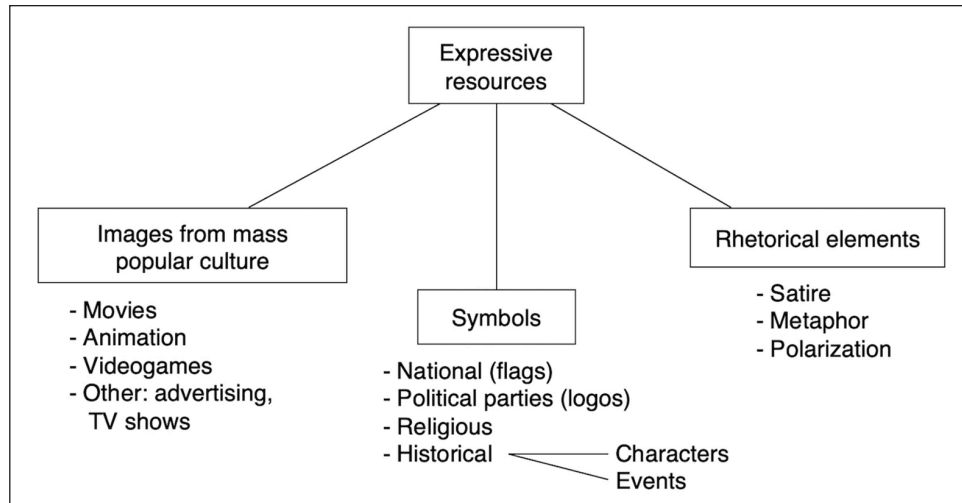 Expressive
resources
Images from mass
popular culture
- Movies
- Animation
- Videogames
- Other: advertising,
TV shows
Symbols
- National (flags)
- Political parties (logos)
- Religious
- Historical
Characters
Events
Rhetorical elements
- Satire
- Metaphor
- Polarization